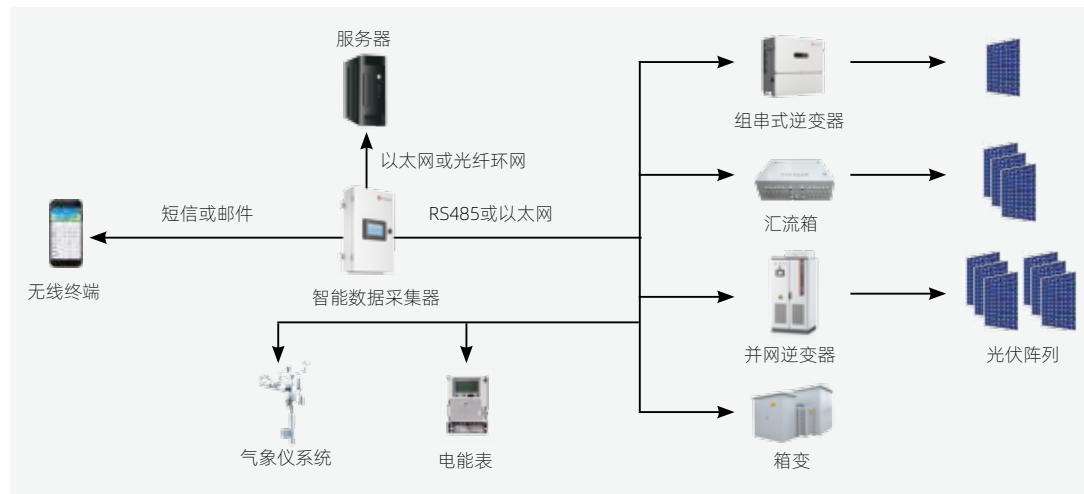 服务器
组串式逆变器
以太网或光纤环网
短信或邮件
RS485或以太网
汇流箱
无线终端
智能数据采集器
并网逆变器
光伏阵列
气象仪系统
电能表
箱变